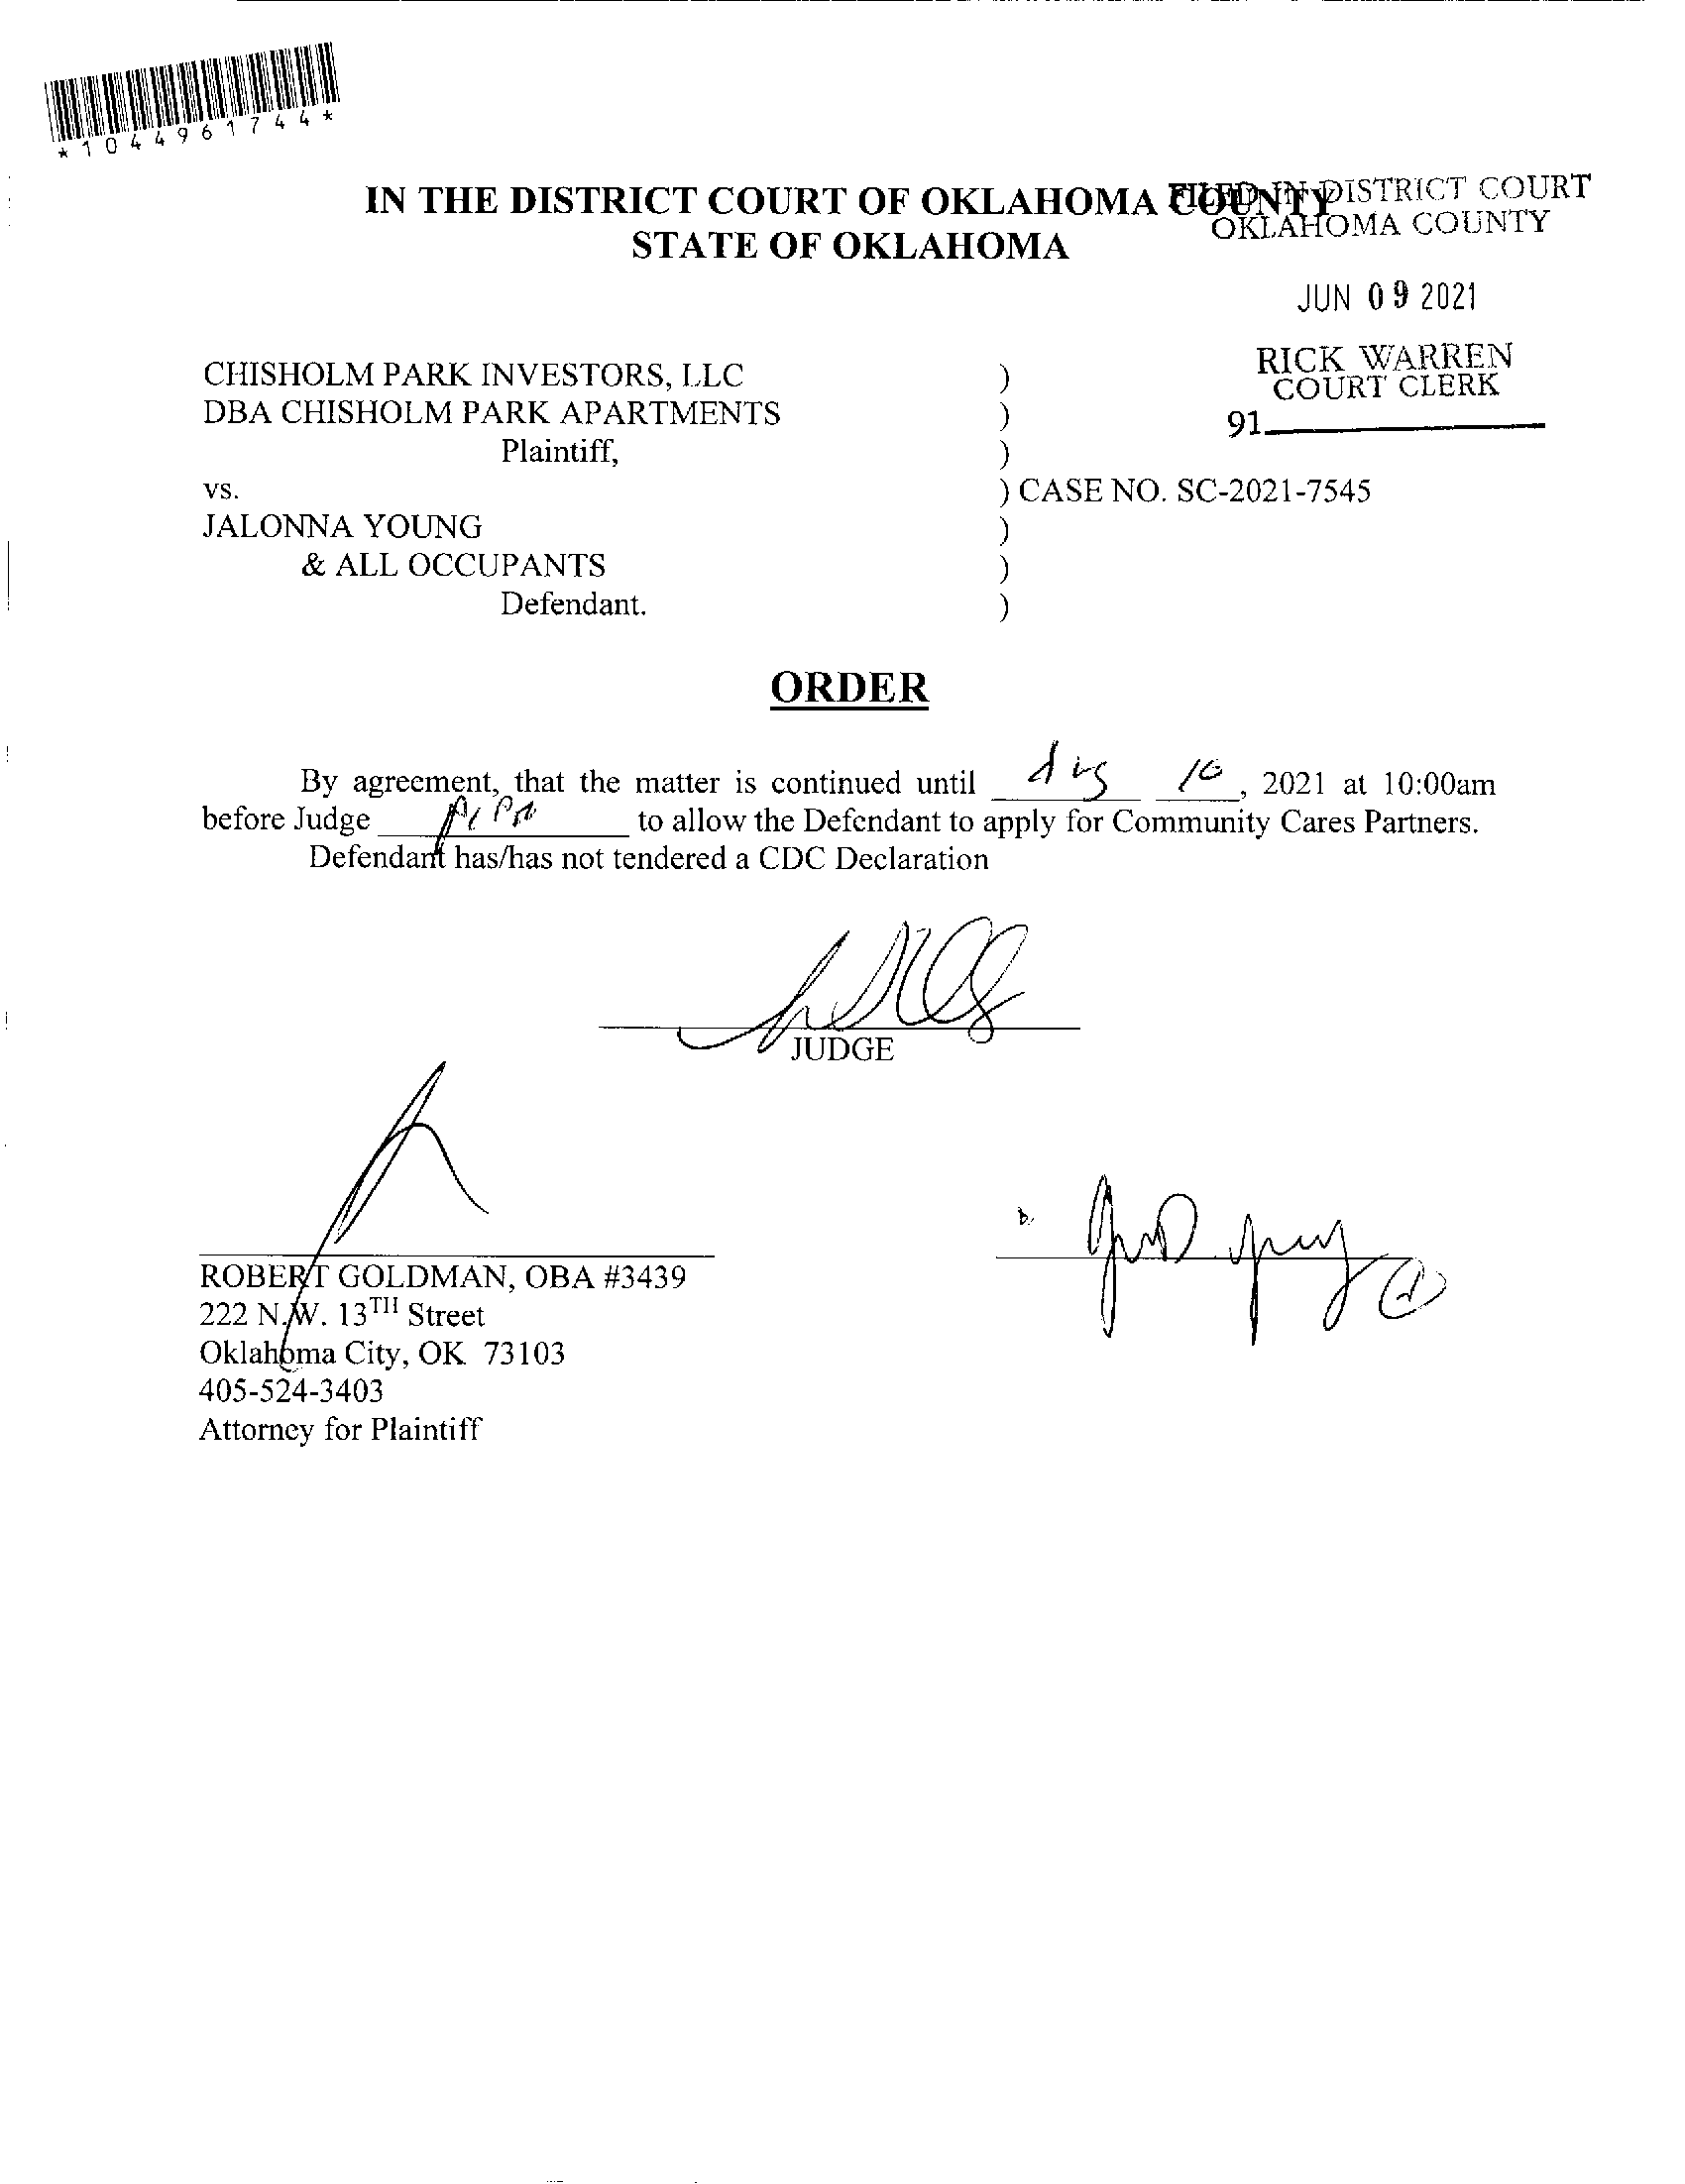 *1044961744*
IN THE DISTRICT COURT OF OKLAHOMA COUNTY
STATE OF OKLAHOMA
FILED IN DISTRICT COURT
OKLAHOMA COUNTY
JUN 09 2021
RICK WARREN
COURT CLERK
91
CHISHOLM PARK INVESTORS, LLC )
DBA CHISHOLM PARK APARTMENTS )
Plaintiff, )
vs. ) CASE NO. SC-2021-7545
JALONNA YOUNG )
& ALL OCCUPANTS )
Defendant. )
ORDER
By agreement, that the matter is continued until Aug 10, 2021 at 10:00am
before Judge to allow the Defendant to apply for Community Cares Partners.
Defendant has/has not tendered a CDC Declaration
JUDGE
ROBERT GOLDMAN, OBA #3439
222 N.W. 13TH Street
Oklahoma City, OK 73103
405-524-3403
Attorney for Plaintiff